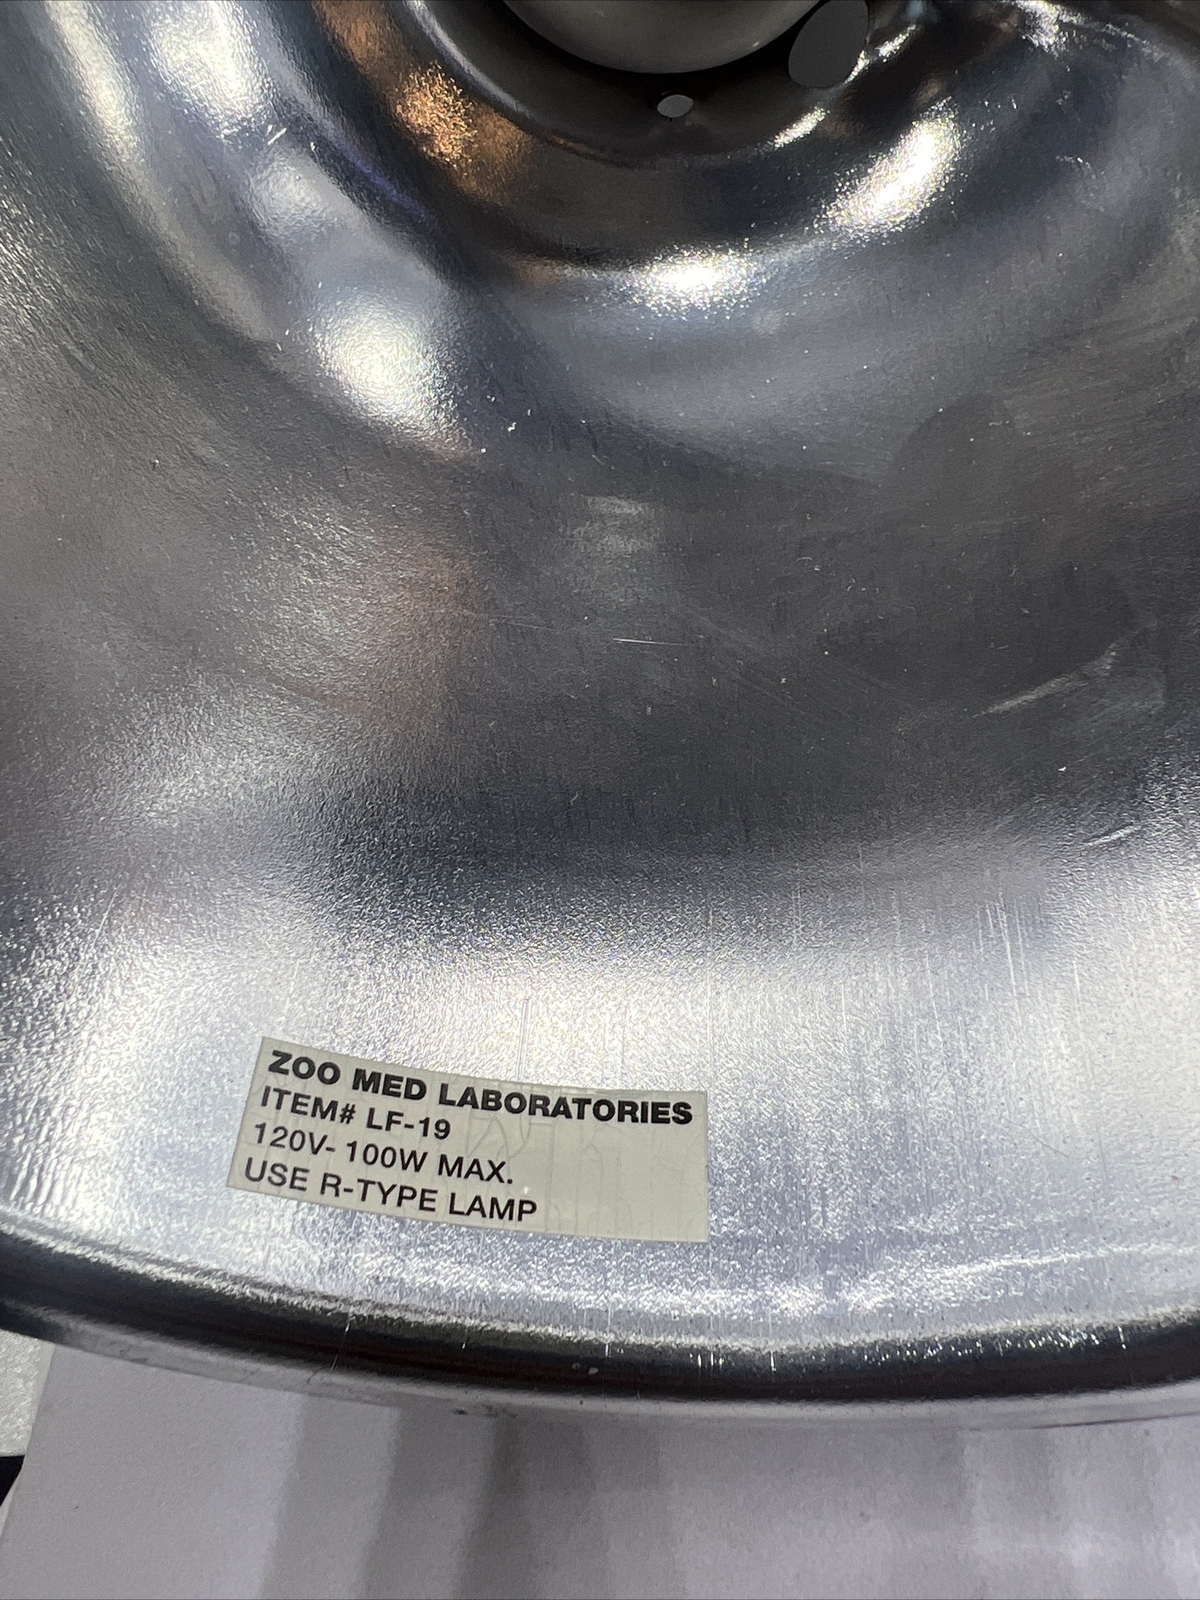 ZOO MED LABORATORIES
ITEM# LF-19
120V- 100W MAX.
USE R-TYPE LAMP